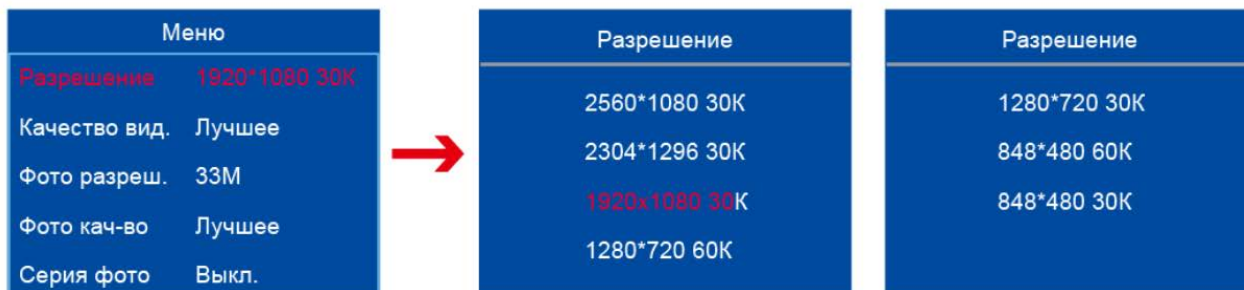 Меню
Разрешение 1920*1080 30К
Качество вид. Лучшее
Фото разреш. 33М
Фото кач-во Лучшее
Серия фото Выкл.
Разрешение
2560*1080 30К
2304*1296 30К
1920x1080 30К
1280*720 60К
Разрешение
1280*720 30К
848*480 60К
848*480 30К